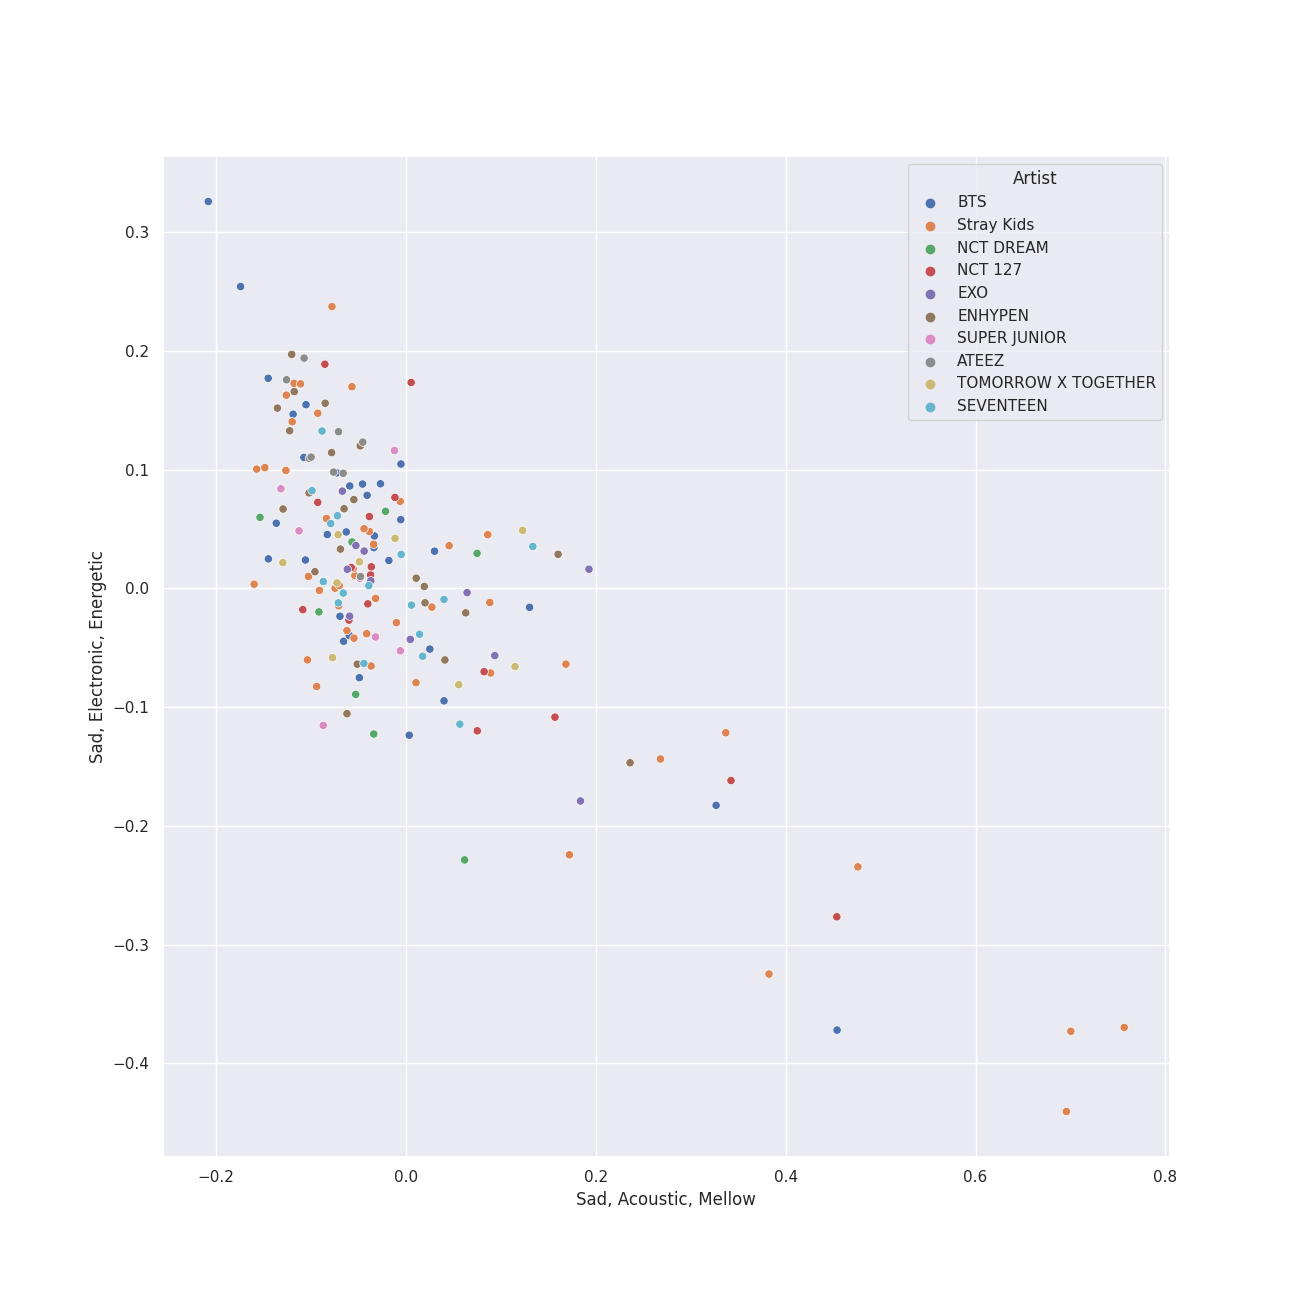 Artist
BTS
Stray Kids
NCT DREAM
NCT 127
EXO
ENHYPEN
SUPER JUNIOR
ATEEZ
TOMORROW X TOGETHER
SEVENTEEN
0.3
0.2
0.1
0.0
−0.1
−0.2
−0.3
−0.4
Sad, Electronic, Energetic
−0.2 0.0 0.2 0.4 0.6 0.8
Sad, Acoustic, Mellow